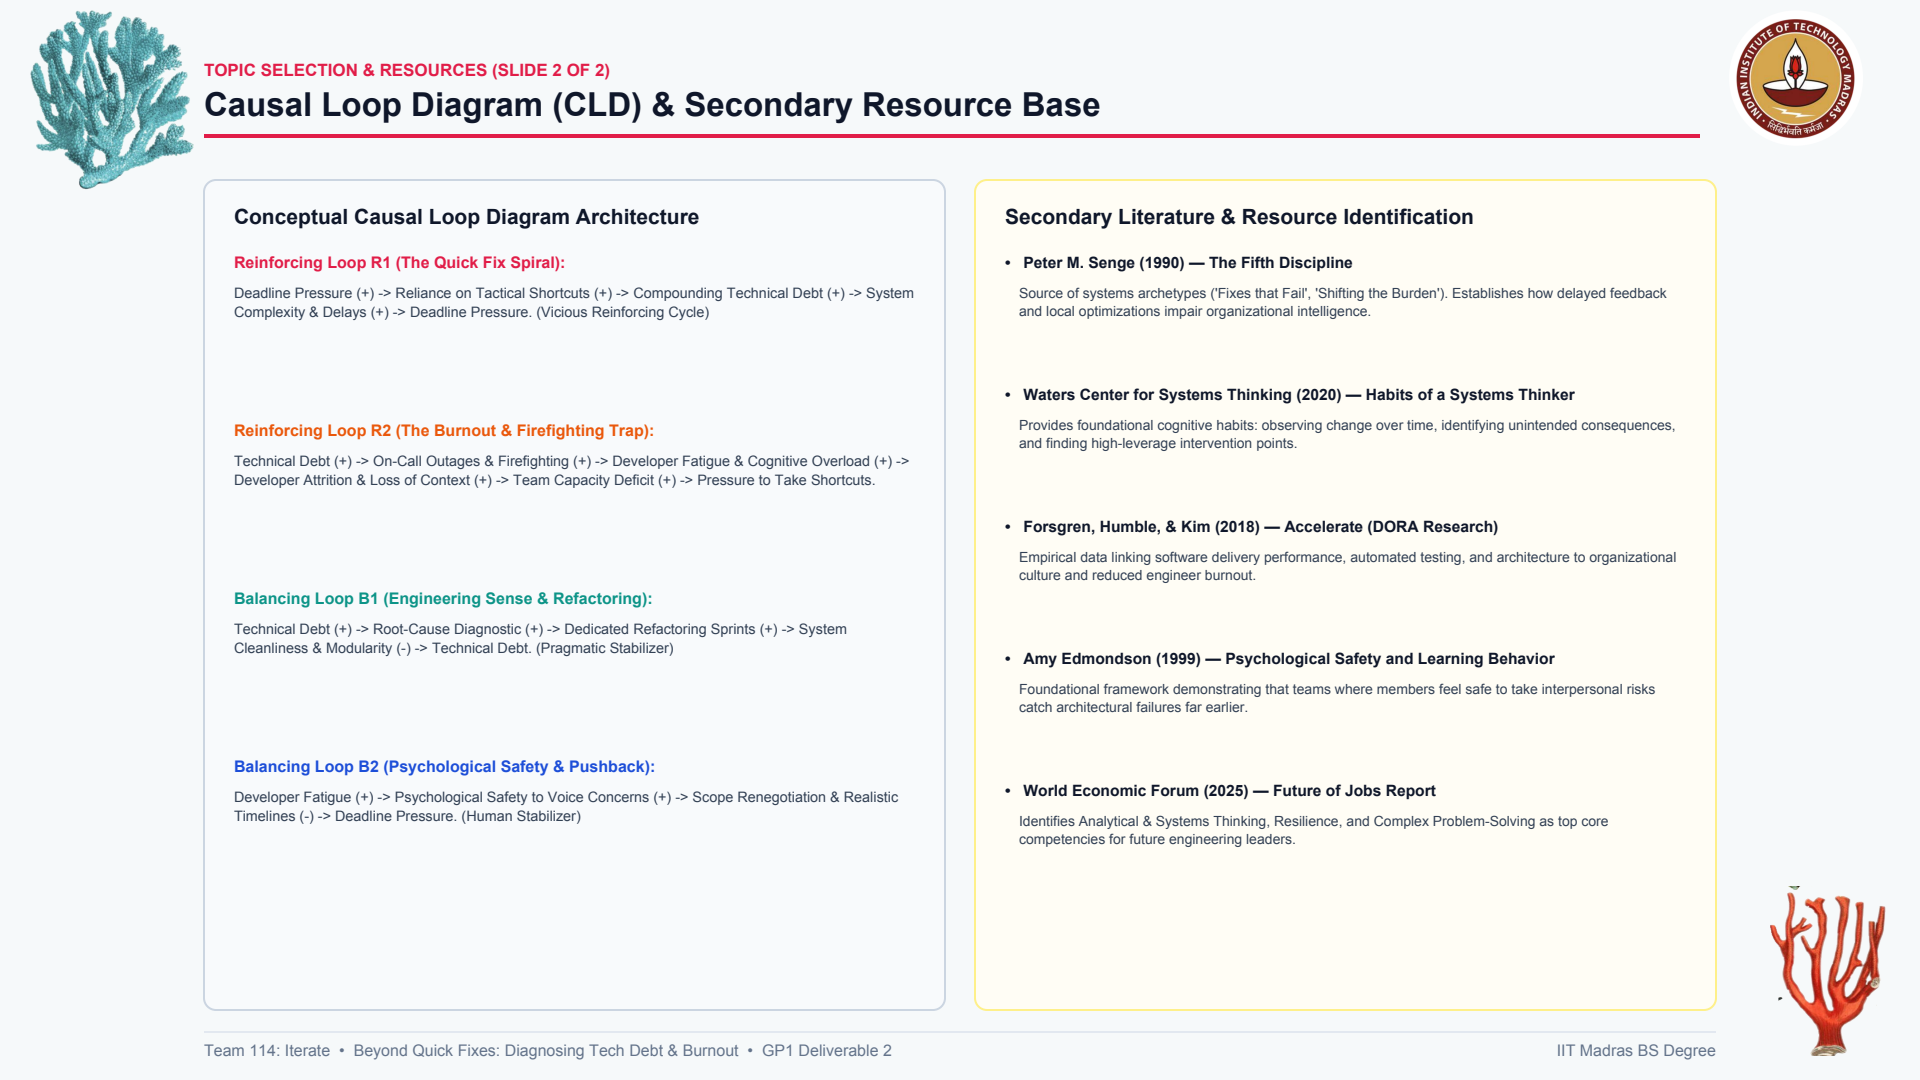 TOPIC SELECTION & RESOURCES (SLIDE 2 OF 2)
Causal Loop Diagram (CLD) & Secondary Resource Base
INDIAN INSTITUTE OF TECHNOLOGY MADRAS
सिद्धिर्भवति कर्मजा
Conceptual Causal Loop Diagram Architecture
Reinforcing Loop R1 (The Quick Fix Spiral):
Deadline Pressure (+) -> Reliance on Tactical Shortcuts (+) -> Compounding Technical Debt (+) -> System
Complexity & Delays (+) -> Deadline Pressure. (Vicious Reinforcing Cycle)
Reinforcing Loop R2 (The Burnout & Firefighting Trap):
Technical Debt (+) -> On-Call Outages & Firefighting (+) -> Developer Fatigue & Cognitive Overload (+) ->
Developer Attrition & Loss of Context (+) -> Team Capacity Deficit (+) -> Pressure to Take Shortcuts.
Balancing Loop B1 (Engineering Sense & Refactoring):
Technical Debt (+) -> Root-Cause Diagnostic (+) -> Dedicated Refactoring Sprints (+) -> System
Cleanliness & Modularity (-) -> Technical Debt. (Pragmatic Stabilizer)
Balancing Loop B2 (Psychological Safety & Pushback):
Developer Fatigue (+) -> Psychological Safety to Voice Concerns (+) -> Scope Renegotiation & Realistic
Timelines (-) -> Deadline Pressure. (Human Stabilizer)
Secondary Literature & Resource Identification
• Peter M. Senge (1990) — The Fifth Discipline
Source of systems archetypes ('Fixes that Fail', 'Shifting the Burden'). Establishes how delayed feedback
and local optimizations impair organizational intelligence.
• Waters Center for Systems Thinking (2020) — Habits of a Systems Thinker
Provides foundational cognitive habits: observing change over time, identifying unintended consequences,
and finding high-leverage intervention points.
• Forsgren, Humble, & Kim (2018) — Accelerate (DORA Research)
Empirical data linking software delivery performance, automated testing, and architecture to organizational
culture and reduced engineer burnout.
• Amy Edmondson (1999) — Psychological Safety and Learning Behavior
Foundational framework demonstrating that teams where members feel safe to take interpersonal risks
catch architectural failures far earlier.
• World Economic Forum (2025) — Future of Jobs Report
Identifies Analytical & Systems Thinking, Resilience, and Complex Problem-Solving as top core
competencies for future engineering leaders.
Team 114: Iterate • Beyond Quick Fixes: Diagnosing Tech Debt & Burnout • GP1 Deliverable 2
IIT Madras BS Degree